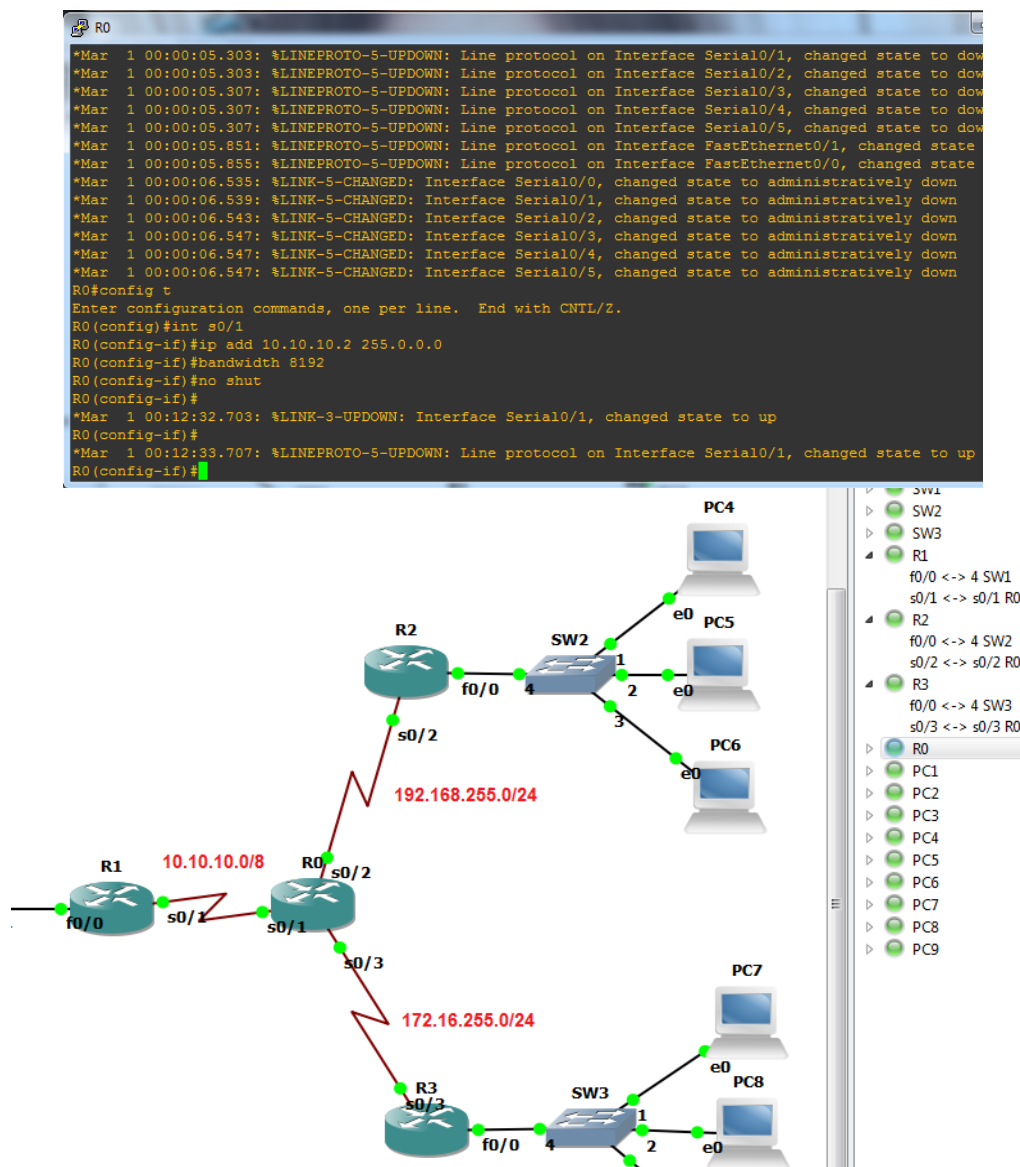 R0
*Mar  1 00:00:05.303: %LINEPROTO-5-UPDOWN: Line protocol on Interface Serial0/1, changed state to dow
*Mar  1 00:00:05.303: %LINEPROTO-5-UPDOWN: Line protocol on Interface Serial0/2, changed state to dow
*Mar  1 00:00:05.307: %LINEPROTO-5-UPDOWN: Line protocol on Interface Serial0/3, changed state to dow
*Mar  1 00:00:05.307: %LINEPROTO-5-UPDOWN: Line protocol on Interface Serial0/4, changed state to dow
*Mar  1 00:00:05.307: %LINEPROTO-5-UPDOWN: Line protocol on Interface Serial0/5, changed state to dow
*Mar  1 00:00:05.851: %LINEPROTO-5-UPDOWN: Line protocol on Interface FastEthernet0/1, changed state
*Mar  1 00:00:05.855: %LINEPROTO-5-UPDOWN: Line protocol on Interface FastEthernet0/0, changed state
*Mar  1 00:00:06.535: %LINK-5-CHANGED: Interface Serial0/0, changed state to administratively down
*Mar  1 00:00:06.539: %LINK-5-CHANGED: Interface Serial0/1, changed state to administratively down
*Mar  1 00:00:06.543: %LINK-5-CHANGED: Interface Serial0/2, changed state to administratively down
*Mar  1 00:00:06.547: %LINK-5-CHANGED: Interface Serial0/3, changed state to administratively down
*Mar  1 00:00:06.547: %LINK-5-CHANGED: Interface Serial0/4, changed state to administratively down
*Mar  1 00:00:06.547: %LINK-5-CHANGED: Interface Serial0/5, changed state to administratively down
R0#config t
Enter configuration commands, one per line.  End with CNTL/Z.
R0(config)#int s0/1
R0(config-if)#ip add 10.10.10.2 255.0.0.0
R0(config-if)#bandwidth 8192
R0(config-if)#no shut
R0(config-if)#
*Mar  1 00:12:32.703: %LINK-3-UPDOWN: Interface Serial0/1, changed state to up
R0(config-if)#
*Mar  1 00:12:33.707: %LINEPROTO-5-UPDOWN: Line protocol on Interface Serial0/1, changed state to up
R0(config-if)#
PC4
e0
PC5
R2
SW2
1
f0/0
4
2
e0
3
s0/2
PC6
e0
192.168.255.0/24
R1
10.10.10.0/8
R0
s0/2
f0/0
s0/1
s0/1
s0/3
PC7
172.16.255.0/24
e0
PC8
R3
s0/3
SW3
1
f0/0
4
2
e0
SW1
SW2
SW3
R1
f0/0 <-> 4 SW1
s0/1 <-> s0/1 R0
R2
f0/0 <-> 4 SW2
s0/2 <-> s0/2 R0
R3
f0/0 <-> 4 SW3
s0/3 <-> s0/3 R0
R0
PC1
PC2
PC3
PC4
PC5
PC6
PC7
PC8
PC9